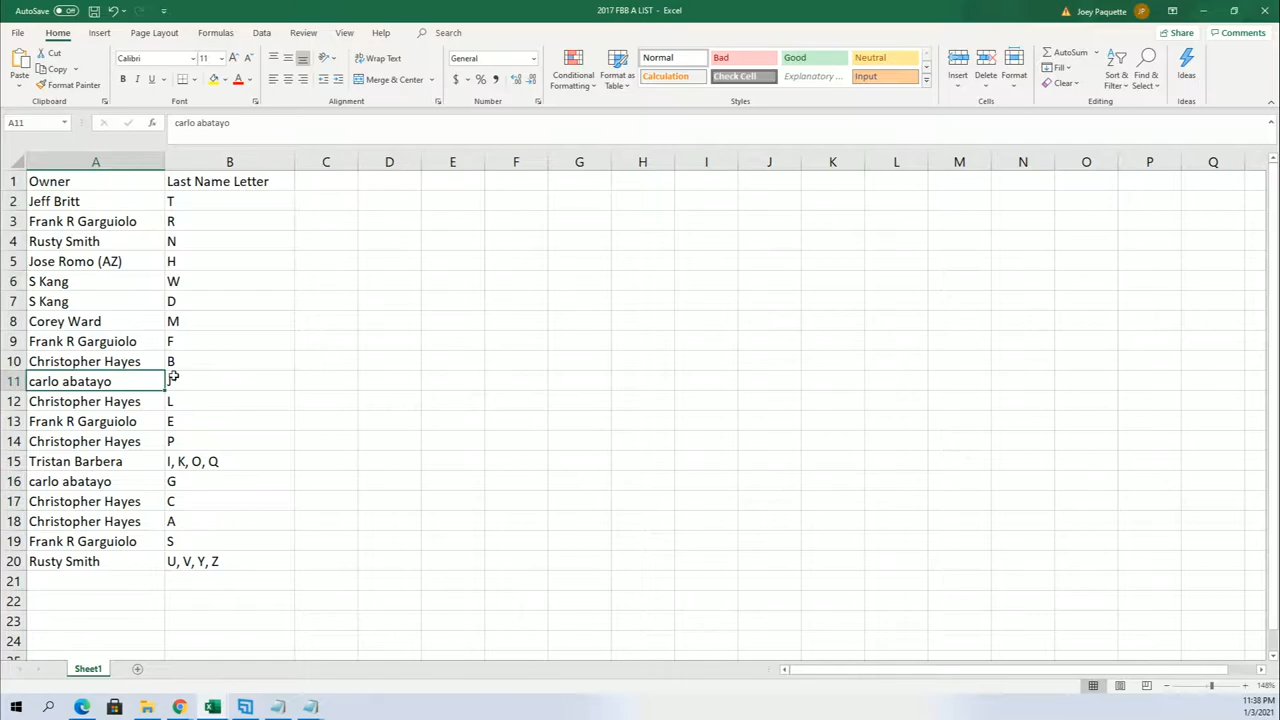 AutoSave Off 2017 FBB A LIST - Excel Joey Paquette JP
File Home Insert Page Layout Formulas Data Review View Help Search Share Comments
Paste Cut Copy Format Painter Clipboard
Calibri 11 B I U A A A Font
Wrap Text Merge & Center Alignment
General $ % , Number
Conditional Formatting Format as Table
Normal Bad Good Neutral
Calculation Check Cell Explanatory ... Input
Styles
Insert Delete Format Cells
AutoSum Fill Clear Sort & Filter Find & Select Editing
Ideas Ideas
A11 fx carlo abatayo
A B C D E F G H I J K L M N O P Q
1 Owner Last Name Letter
2 Jeff Britt T
3 Frank R Garguiolo R
4 Rusty Smith N
5 Jose Romo (AZ) H
6 S Kang W
7 S Kang D
8 Corey Ward M
9 Frank R Garguiolo F
10 Christopher Hayes B
11 carlo abatayo J
12 Christopher Hayes L
13 Frank R Garguiolo E
14 Christopher Hayes P
15 Tristan Barbera I, K, O, Q
16 carlo abatayo G
17 Christopher Hayes C
18 Christopher Hayes A
19 Frank R Garguiolo S
20 Rusty Smith U, V, Y, Z
21
22
23
24
Sheet1
148%
11:38 PM
1/3/2021